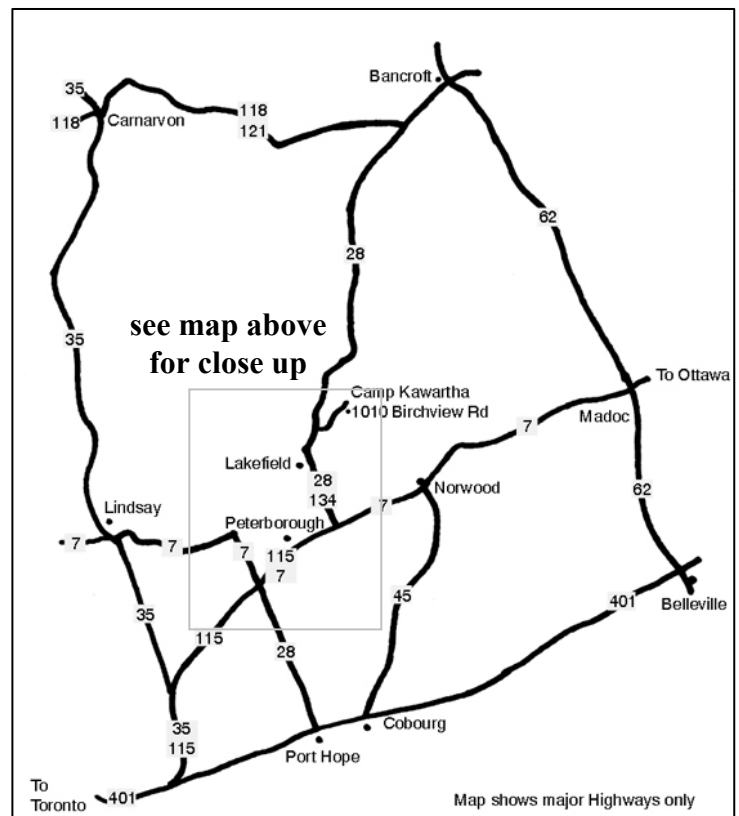 Bancroft
35
118
Carnarvon
118
121
62
28
see map above
for close up
35
To Ottawa
Camp Kawartha
1010 Birchview Rd
Madoc
7
Lakefield
28
134
Norwood
62
7
Lindsay
Peterborough
7
7
7
115
7
45
401
Belleville
35
115
28
35
115
Cobourg
Port Hope
To
Toronto
401
Map shows major Highways only